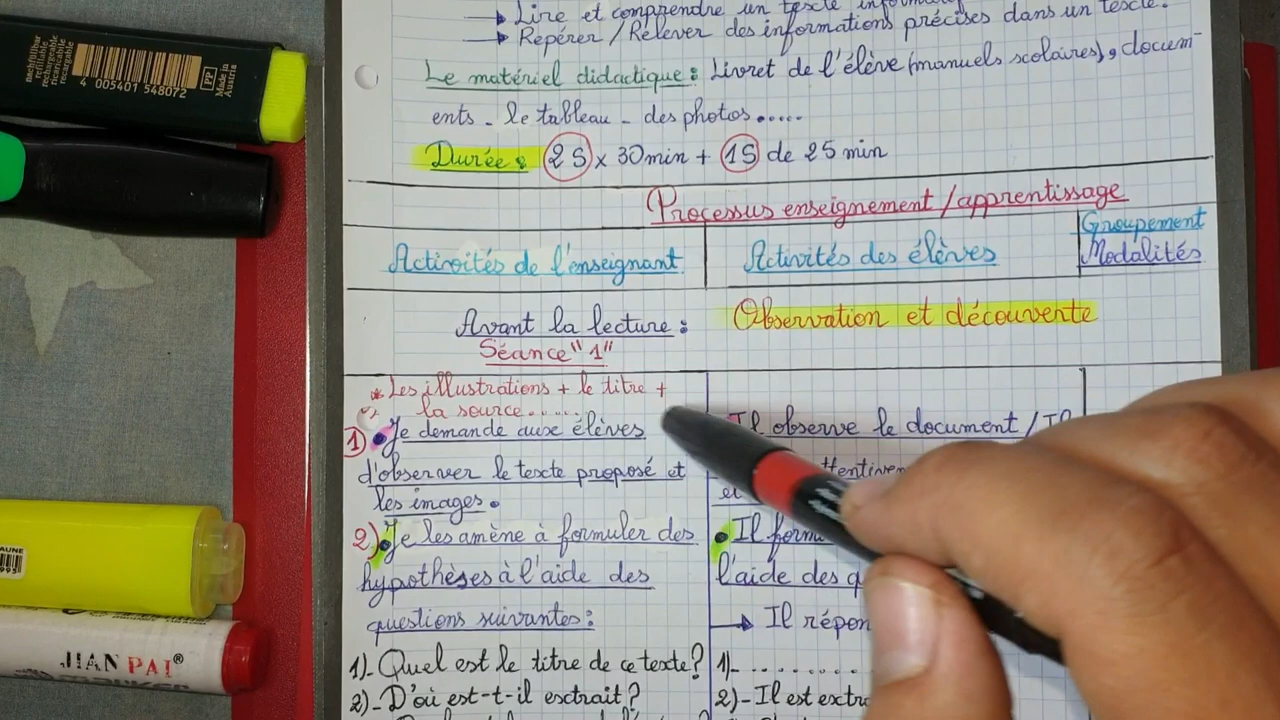 → Lire et comprendre un texte
→ Repérer / Relever des informations précises dans un texte.
Le matériel didactique : Livret de l'élève (manuels scolaires), docum-
ents - le tableau - des photos.....
Durée : 2S x 30min + 1S de 25 min
Processus enseignement / apprentissage
Activités de l'enseignant
Activités des élèves
Groupement
Modalités
Avant la lecture :
Observation et découverte
Séance "1"
* Les illustrations + le titre +
la source......
1) • Je demande aux élèves
d'observer le texte proposé et
les images.
2) • Je les amène à formuler des
hypothèses à l'aide des
questions suivantes :
1)- Quel est le titre de ce texte?
2)- D'où est-t-il extrait?
Il observe le document / Il
et
• Il
l'aide des
→ Il
1)- ........
2)- Il est
refillable
rechargeable
recargable
4 005401 548072
PP
Made in
Austria
JIAN PAI®
marker